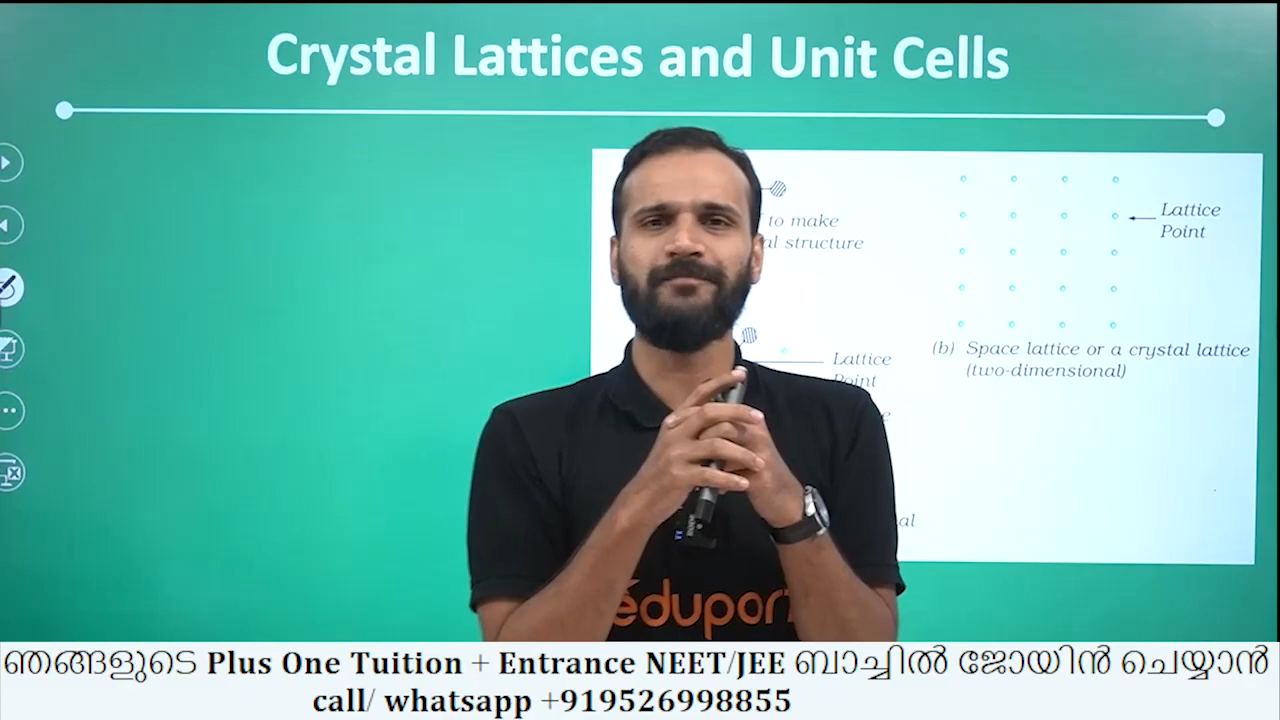 Crystal Lattices and Unit Cells
to make
al structure
Lattice
Point
Lattice
Point
(b) Space lattice or a crystal lattice
(two-dimensional)
al
éduport
ഞങ്ങളുടെ Plus One Tuition + Entrance NEET/JEE ബാച്ചിൽ ജോയിൻ ചെയ്യാൻ
call/ whatsapp +919526998855